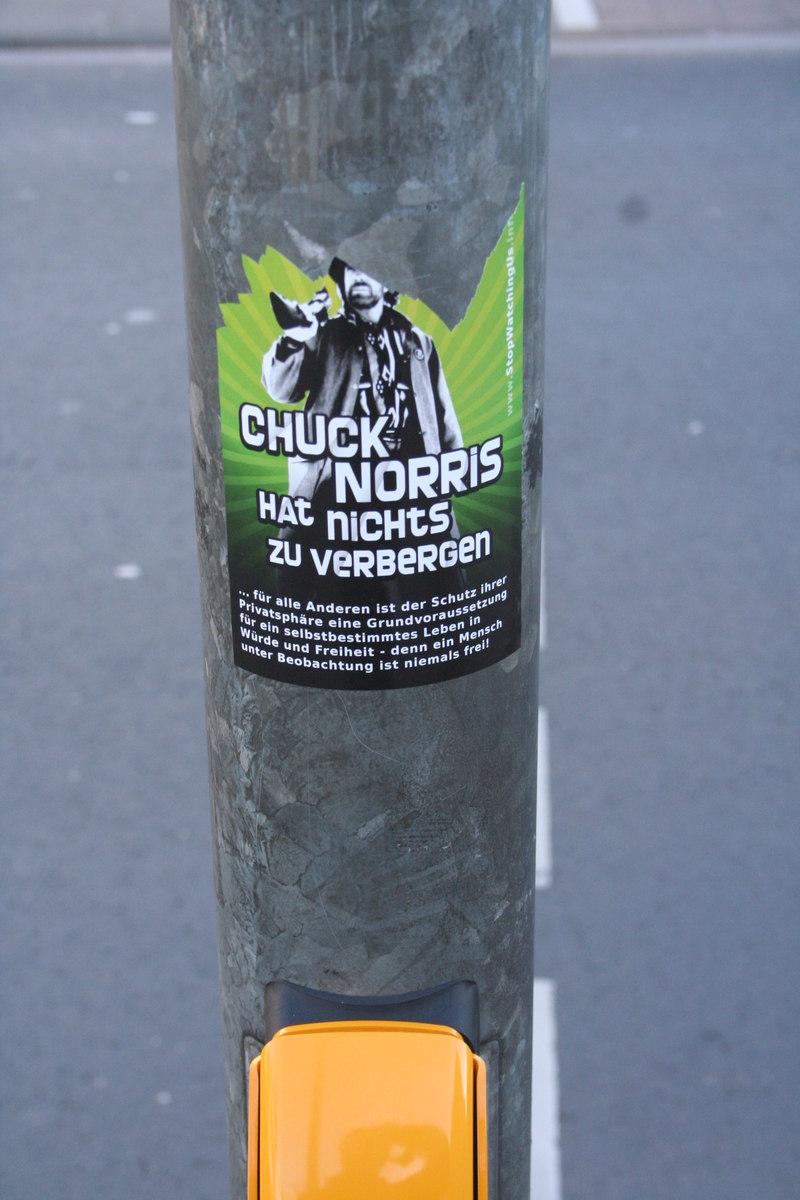 CHUCK
NORRIS
HAt NiCHtS
ZU VERBERGEN
... für alle Anderen ist der Schutz ihrer
Privatsphäre eine Grundvoraussetzung
für ein selbstbestimmtes Leben in
Würde und Freiheit - denn ein Mensch
unter Beobachtung ist niemals frei!
www.StopWatchingUs.inf